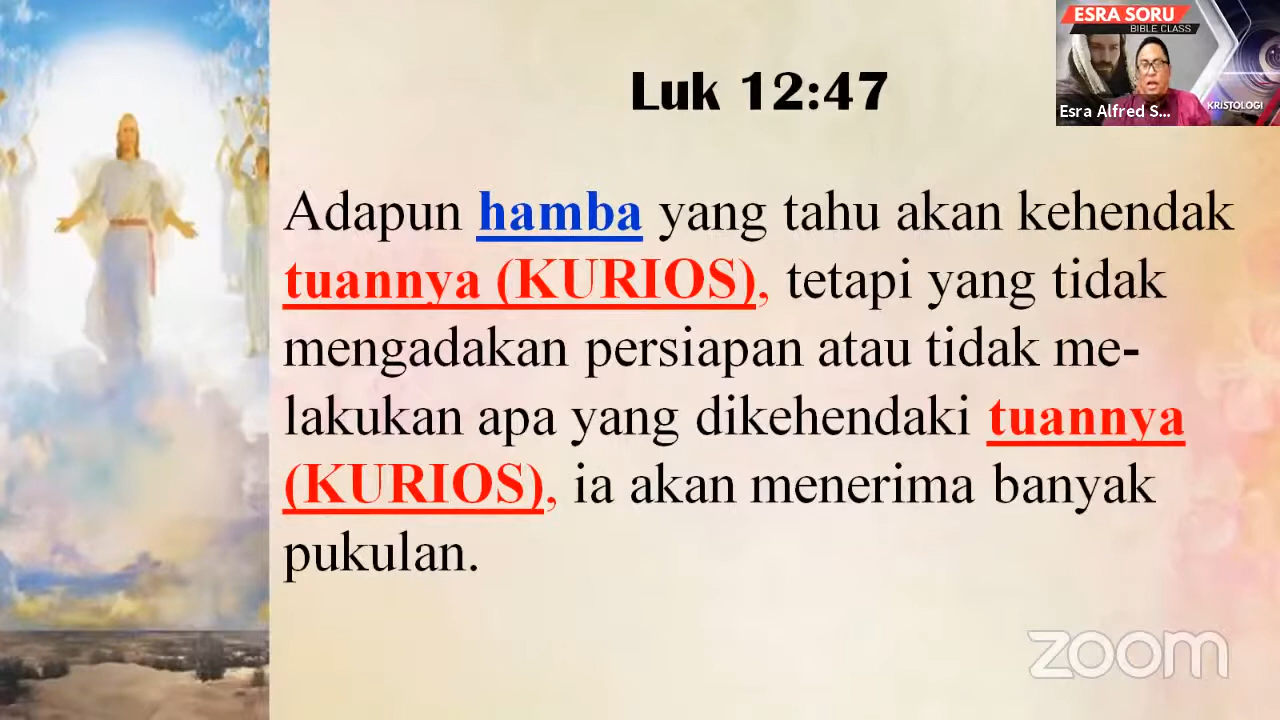 Luk 12:47
ESRA SORU
BIBLE CLASS
KRISTOLOGI
Esra Alfred S...
Adapun hamba yang tahu akan kehendak
tuannya (KURIOS), tetapi yang tidak
mengadakan persiapan atau tidak me-
lakukan apa yang dikehendaki tuannya
(KURIOS), ia akan menerima banyak
pukulan.
zoom